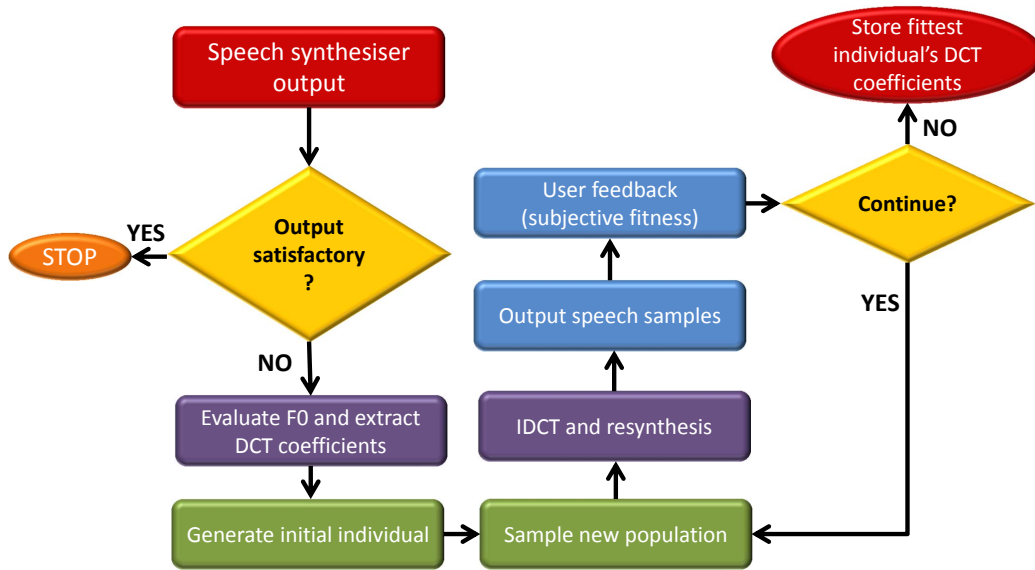 Speech synthesiser
output
Output
satisfactory
?
YES
STOP
NO
Evaluate F0 and extract
DCT coefficients
Generate initial individual
Sample new population
IDCT and resynthesis
Output speech samples
User feedback
(subjective fitness)
Continue?
NO
Store fittest
individual's DCT
coefficients
YES